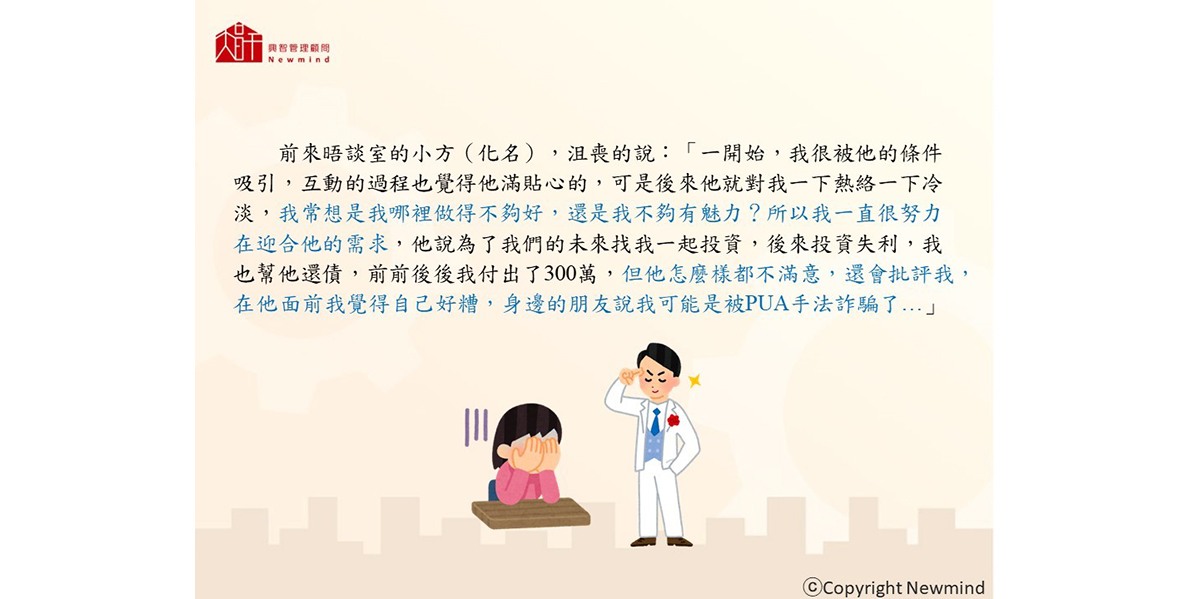 興智管理顧問
Newmind
前來晤談室的小方（化名），沮喪的說：「一開始，我很被他的條件
吸引，互動的過程也覺得他滿貼心的，可是後來他就對我一下熱絡一下冷
淡，我常想是我哪裡做得不夠好，還是我不夠有魅力？所以我一直很努力
在迎合他的需求，他說為了我們的未來找我一起投資，後來投資失利，我
也幫他還債，前前後後我付出了300萬，但他怎麼樣都不滿意，還會批評我，
在他面前我覺得自己好糟，身邊的朋友說我可能是被PUA手法詐騙了…」
ⓒCopyright Newmind